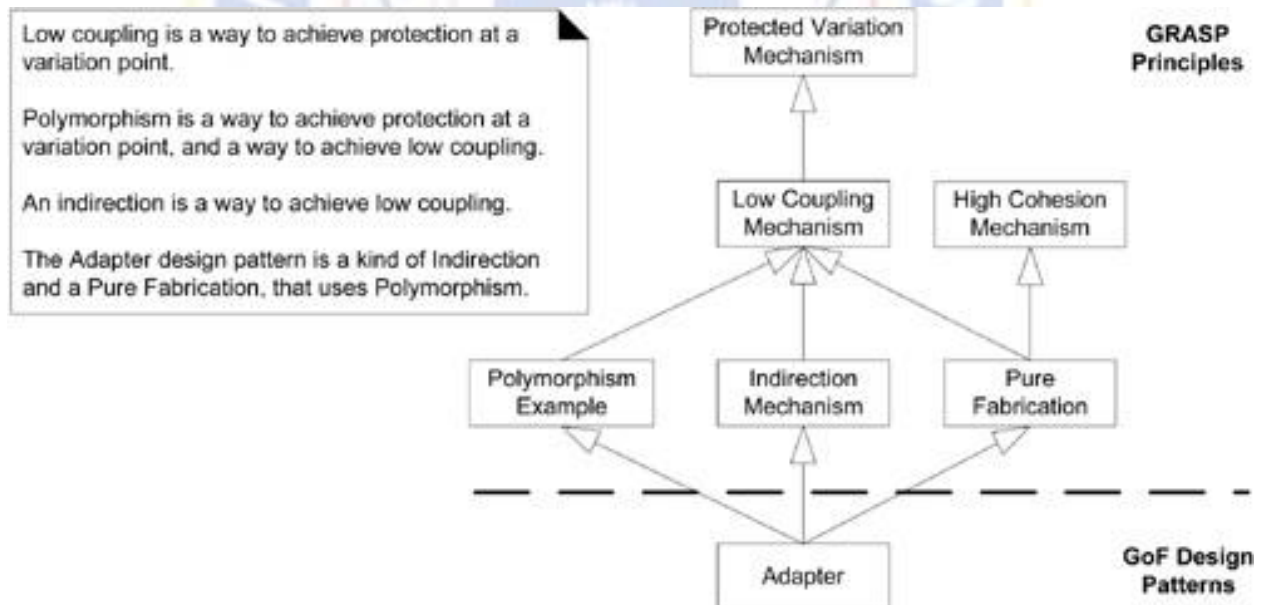 Low coupling is a way to achieve protection at a
variation point.
Polymorphism is a way to achieve protection at a
variation point, and a way to achieve low coupling.
An indirection is a way to achieve low coupling.
The Adapter design pattern is a kind of Indirection
and a Pure Fabrication, that uses Polymorphism.
Protected Variation
Mechanism
GRASP
Principles
Low Coupling
Mechanism
High Cohesion
Mechanism
Polymorphism
Example
Indirection
Mechanism
Pure
Fabrication
Adapter
GoF Design
Patterns